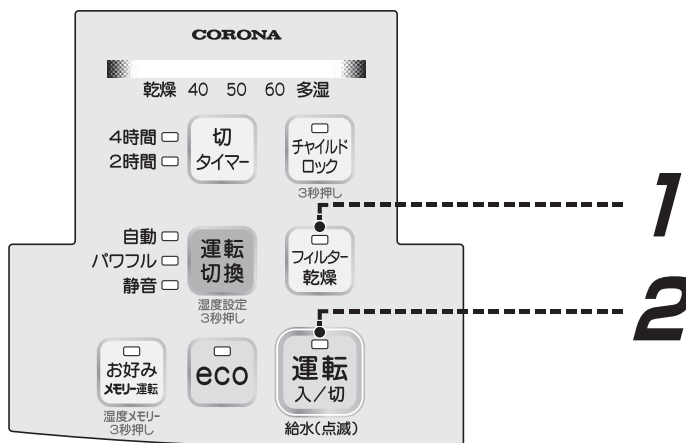 CORONA
乾燥 40 50 60 多湿
4時間
2時間
切
タイマー
チャイルド
ロック
3秒押し
1
自動
パワフル
静音
運転
切換
湿度設定
3秒押し
フィルター
乾燥
2
お好み
メモリー運転
湿度メモリー
3秒押し
eco
運転
入/切
給水(点滅)